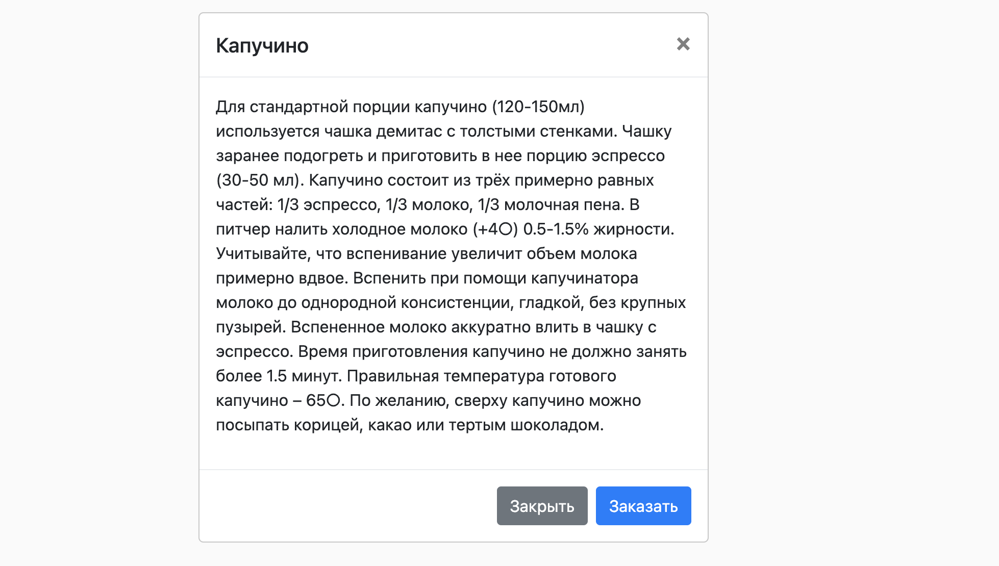 Капучино
×
Для стандартной порции капучино (120-150мл)
используется чашка демитас с толстыми стенками. Чашку
заранее подогреть и приготовить в нее порцию эспрессо
(30-50 мл). Капучино состоит из трёх примерно равных
частей: 1/3 эспрессо, 1/3 молоко, 1/3 молочная пена. В
питчер налить холодное молоко (+4○) 0.5-1.5% жирности.
Учитывайте, что вспенивание увеличит объем молока
примерно вдвое. Вспенить при помощи капучинатора
молоко до однородной консистенции, гладкой, без крупных
пузырей. Вспененное молоко аккуратно влить в чашку с
эспрессо. Время приготовления капучино не должно занять
более 1.5 минут. Правильная температура готового
капучино – 65○. По желанию, сверху капучино можно
посыпать корицей, какао или тертым шоколадом.
Закрыть Заказать